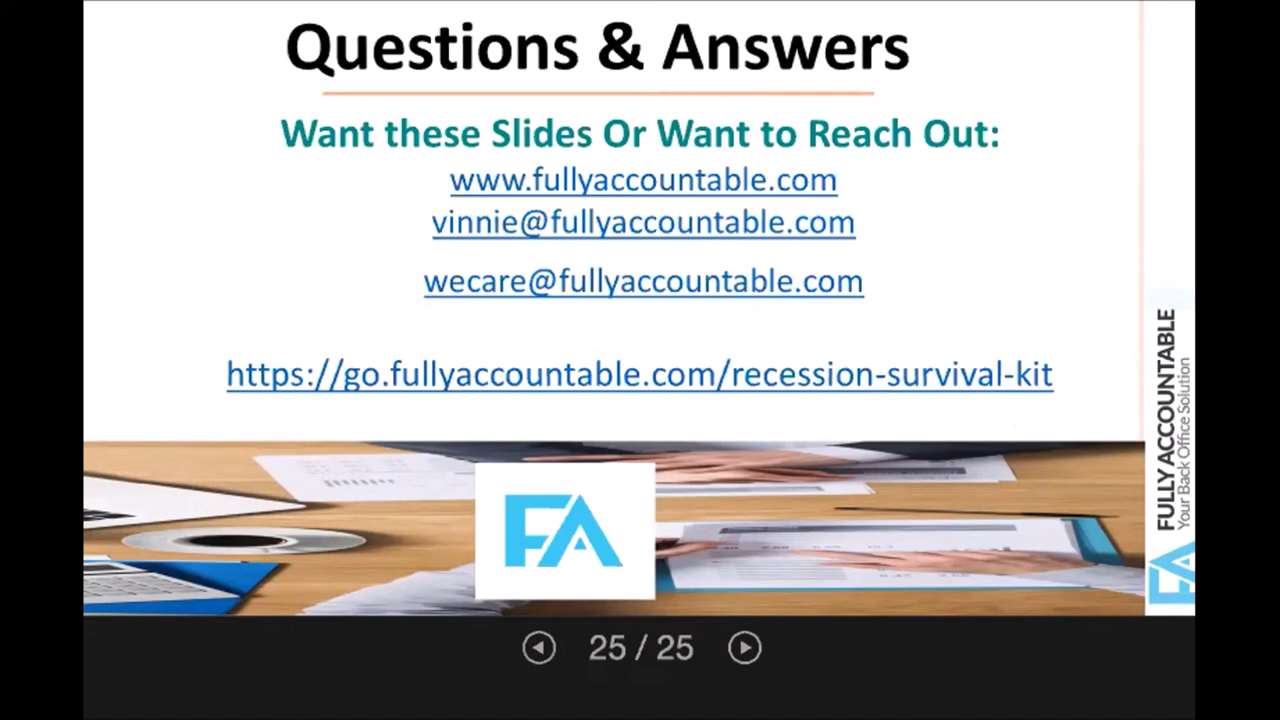 Questions & Answers
Want these Slides Or Want to Reach Out:
www.fullyaccountable.com
vinnie@fullyaccountable.com
wecare@fullyaccountable.com
https://go.fullyaccountable.com/recession-survival-kit
FULLY ACCOUNTABLE
Your Back Office Solution
FA
FA
25 / 25